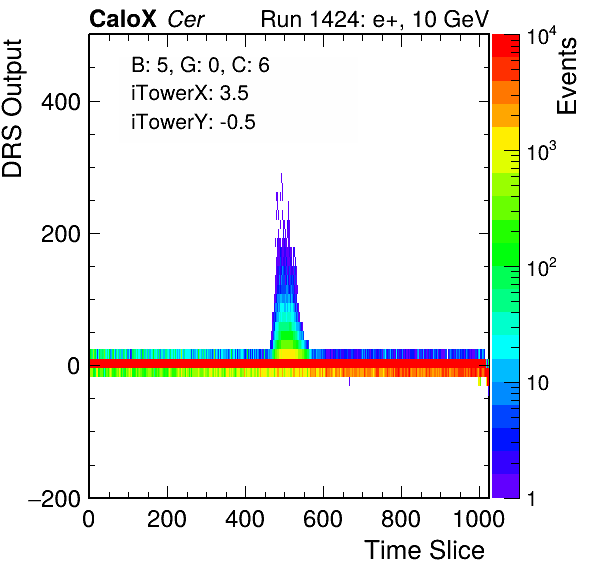 CaloX Cer Run 1424: e+, 10 GeV
B: 5, G: 0, C: 6
iTowerX: 3.5
iTowerY: -0.5
DRS Output
400
200
0
−200
0 200 400 600 800 1000
Time Slice
Events
10^4
10^3
10^2
10
1